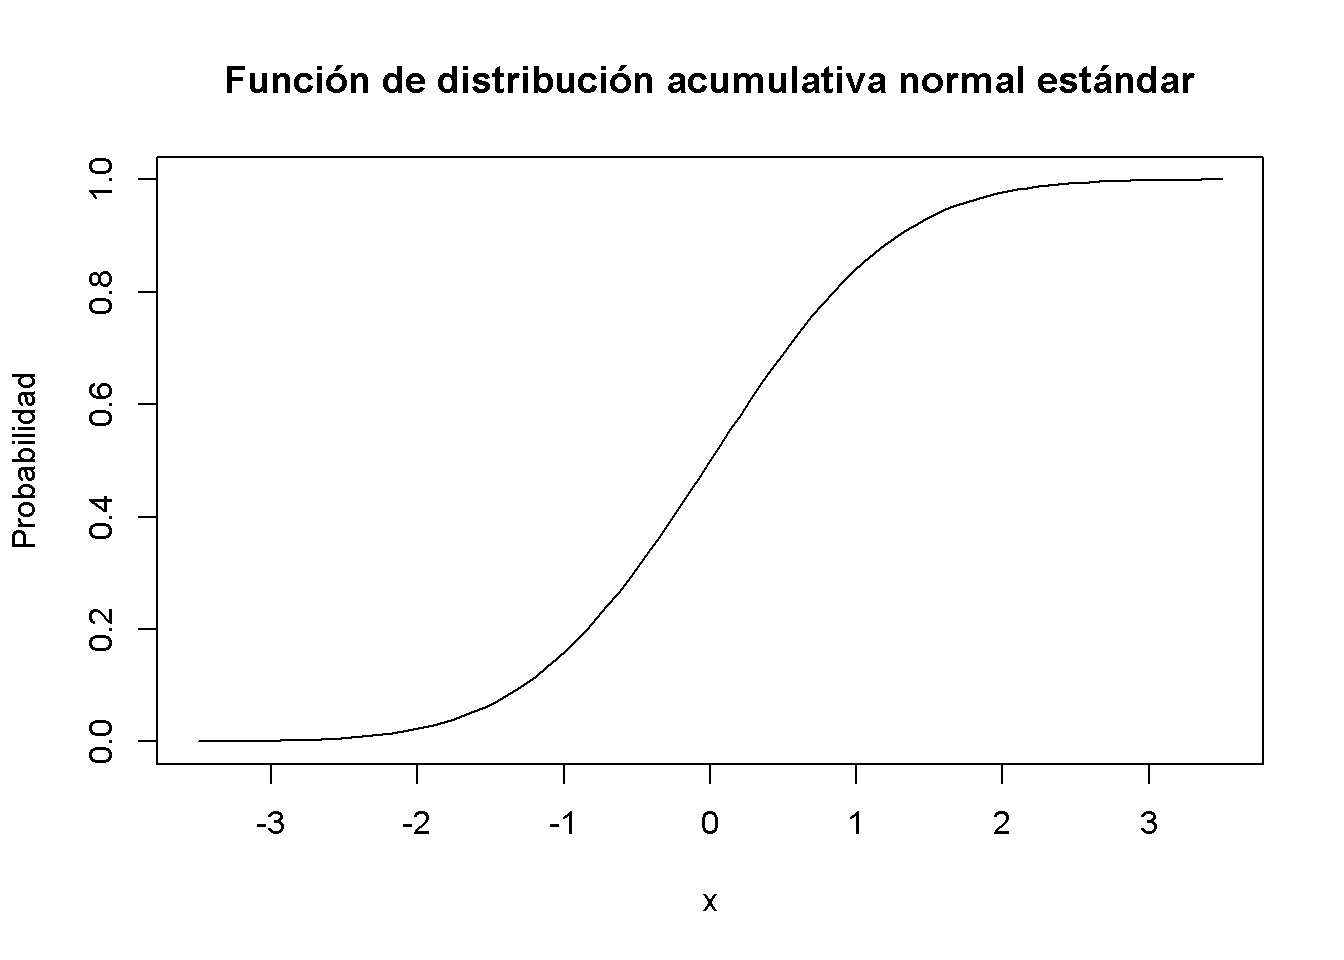 Función de distribución acumulativa normal estándar
Probabilidad
1.0
0.8
0.6
0.4
0.2
0.0
-3 -2 -1 0 1 2 3
x